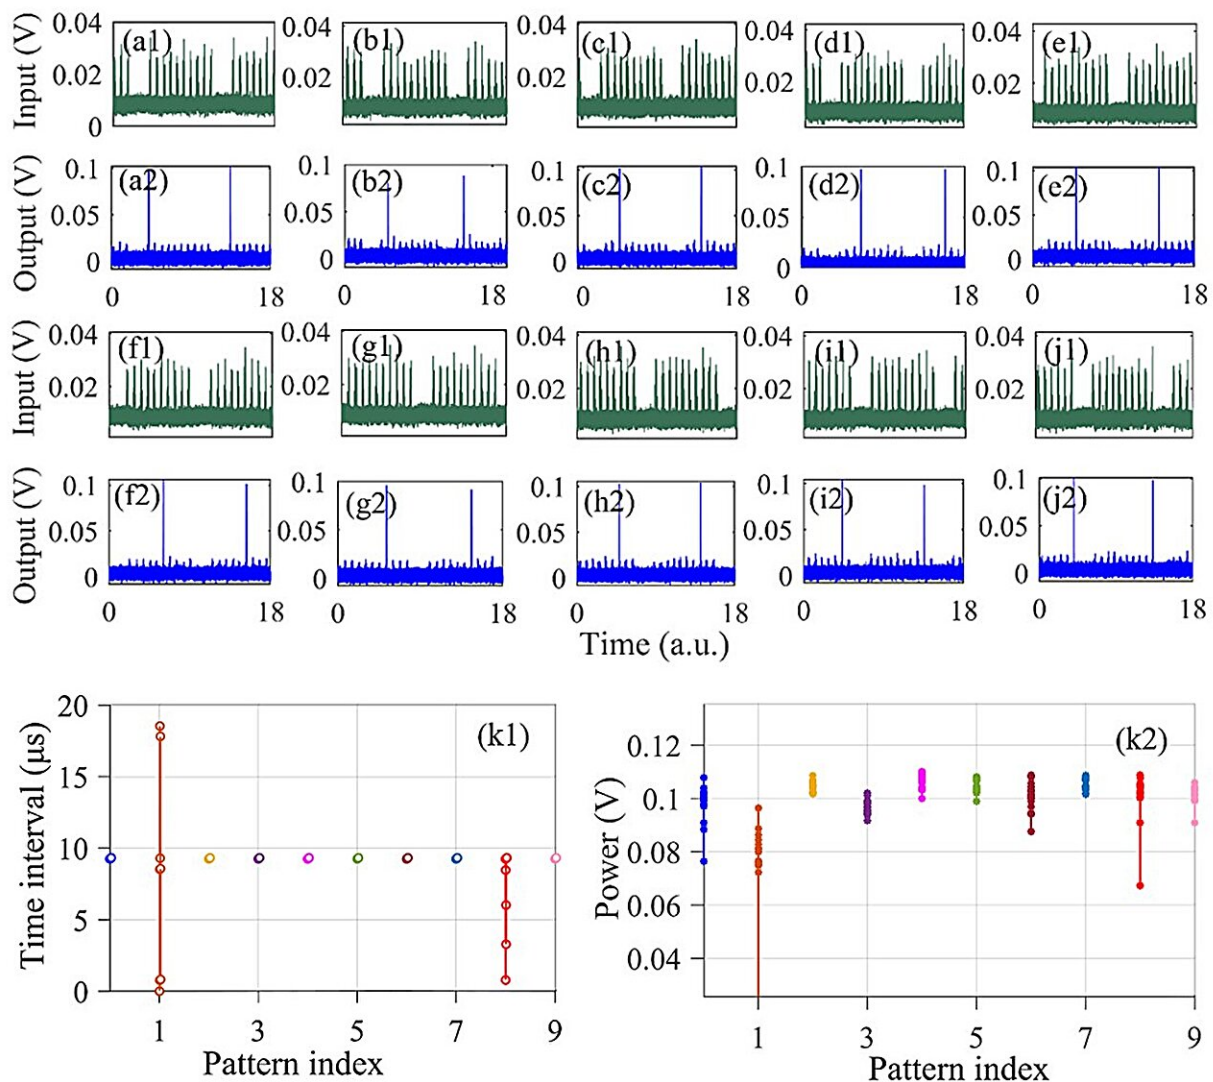 Input (V)
0.04
0.02
0
(a1)
0.04
0.02
(b1)
0.04
0.02
(c1)
0.04
0.02
(d1)
0.04
0.02
(e1)
Output (V)
0.1
0.05
0
(a2)
0.1
0.05
0
(b2)
0.1
0.05
0
(c2)
0.1
0.05
0
(d2)
0.1
0.05
0
(e2)
0 18 0 18 0 18 0 18 0 18
Input (V)
0.04
0.02
(f1)
0.04
0.02
(g1)
0.04
0.02
(h1)
0.04
0.02
(i1)
0.04
0.02
(j1)
Output (V)
0.1
0.05
0
(f2)
0.1
0.05
0
(g2)
0.1
0.05
0
(h2)
0.1
0.05
0
(i2)
0.1
0.05
0
(j2)
0 18 0 18 0 18 0 18 0 18
Time (a.u.)
Time interval (μs)
20
15
10
5
0
(k1)
1 3 5 7 9
Pattern index
Power (V)
0.12
0.1
0.08
0.06
0.04
(k2)
1 3 5 7 9
Pattern index